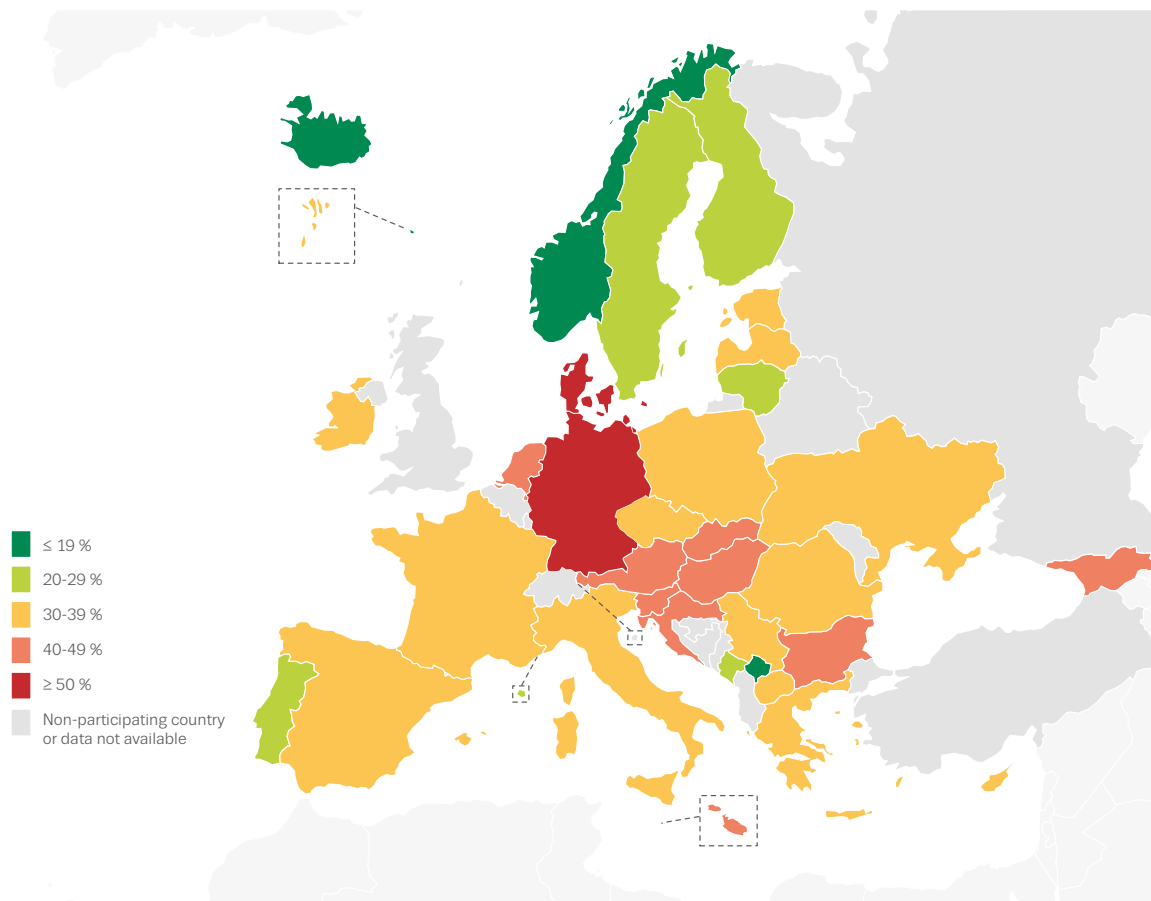 ≤ 19 %
20-29 %
30-39 %
40-49 %
≥ 50 %
Non-participating country
or data not available